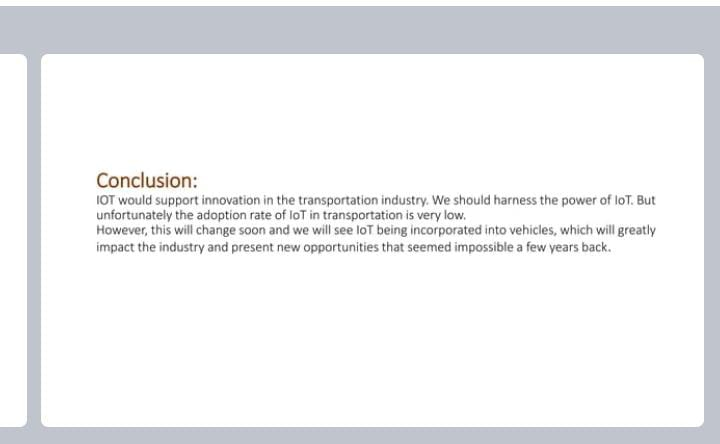 Conclusion:
IOT would support innovation in the transportation industry. We should harness the power of IoT. But
unfortunately the adoption rate of IoT in transportation is very low.
However, this will change soon and we will see IoT being incorporated into vehicles, which will greatly
impact the industry and present new opportunities that seemed impossible a few years back.